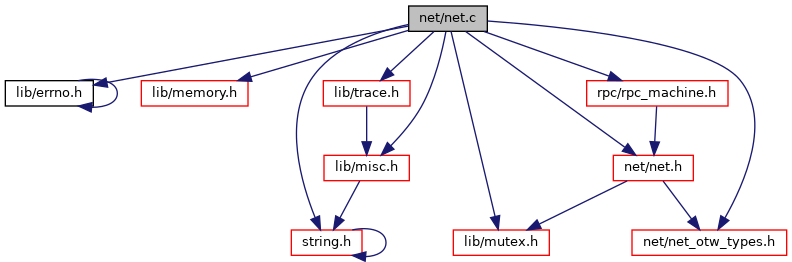 net/net.c
lib/errno.h
lib/memory.h
lib/trace.h
rpc/rpc_machine.h
lib/misc.h
net/net.h
string.h
lib/mutex.h
net/net_otw_types.h